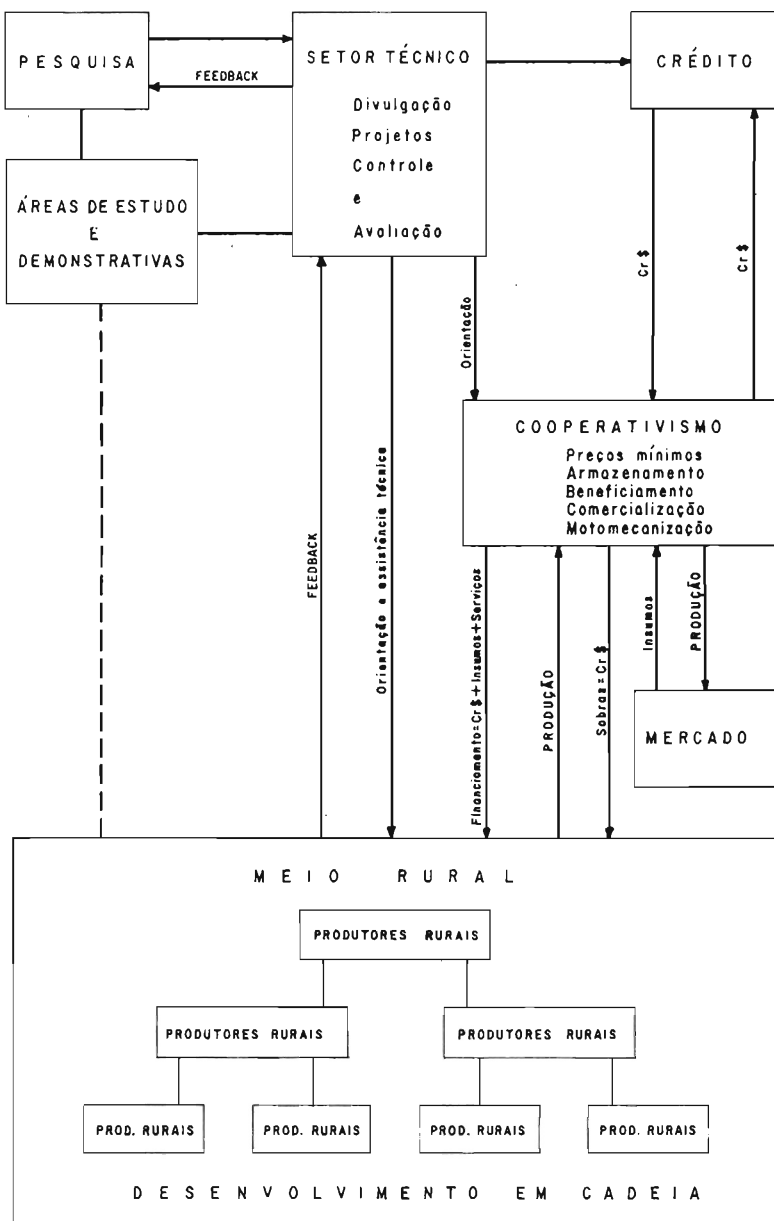 PESQUISA
FEEDBACK
SETOR TÉCNICO
Divulgação
Projetos
Controle
e
Avaliação
CRÉDITO
ÁREAS DE ESTUDO
E
DEMONSTRATIVAS
Cr$
Cr$
Orientação
COOPERATIVISMO
Preços mínimos
Armazenamento
Beneficiamento
Comercialização
Motomecanização
FEEDBACK
Orientação e assistência técnica
Financiamento=Cr$+Insumos+Serviços
PRODUÇÃO
Sobras=Cr$
Insumos
PRODUÇÃO
MERCADO
MEIO RURAL
PRODUTORES RURAIS
PRODUTORES RURAIS
PRODUTORES RURAIS
PROD. RURAIS
PROD. RURAIS
PROD. RURAIS
PROD. RURAIS
DESENVOLVIMENTO EM CADEIA